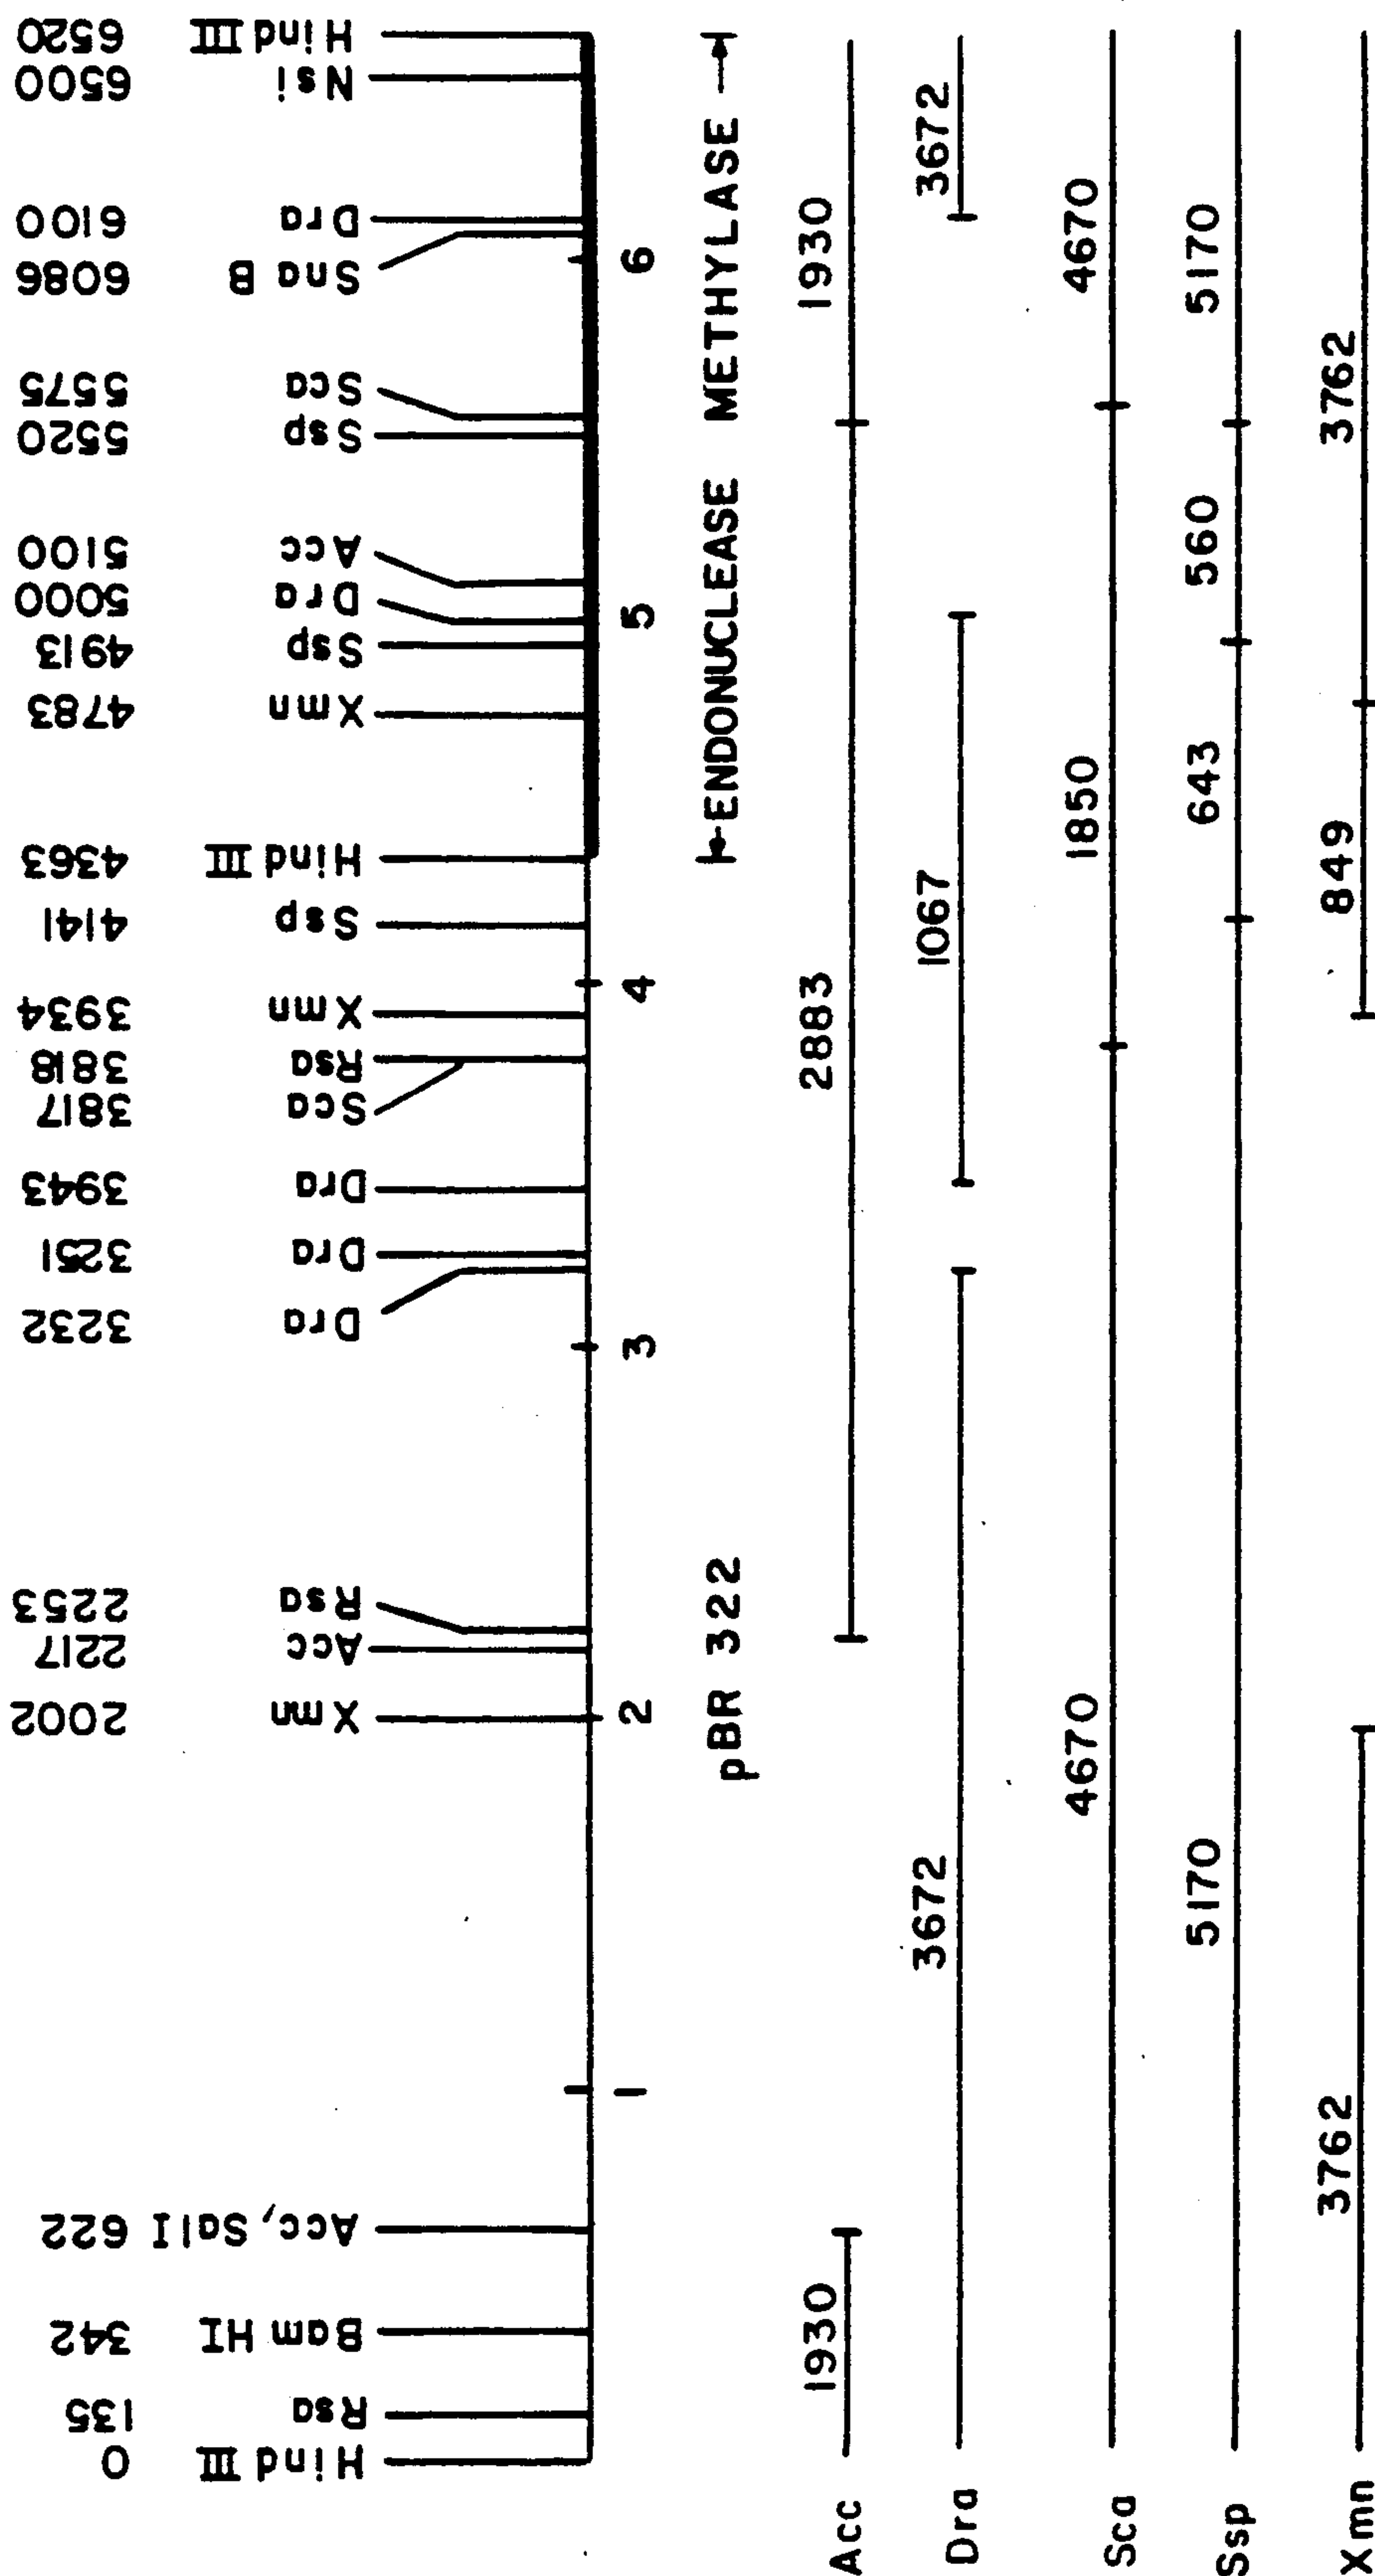 Hind III 0
Rsa 135
Bam HI 342
Acc, Sal I 622
Xmn 2002
Acc 2217
Rsa 2253
Dra 3232
Dra 3251
Dra 3943
Sca 3817
Rsa 3818
Xmn 3934
Ssp 4141
Hind III 4363
Xmn 4783
Ssp 4913
Dra 5000
Acc 5100
Ssp 5520
Sca 5575
Sna B 6086
Dra 6100
Nsi 6500
Hind III 6520
1 2 3 4 5 6
pBR 322 ENDONUCLEASE METHYLASE
Acc 1930 2883 1930
Dra 3672 1067 3672
Sca 4670 1850 4670
Ssp 5170 643 560 5170
Xmn 3762 849 3762